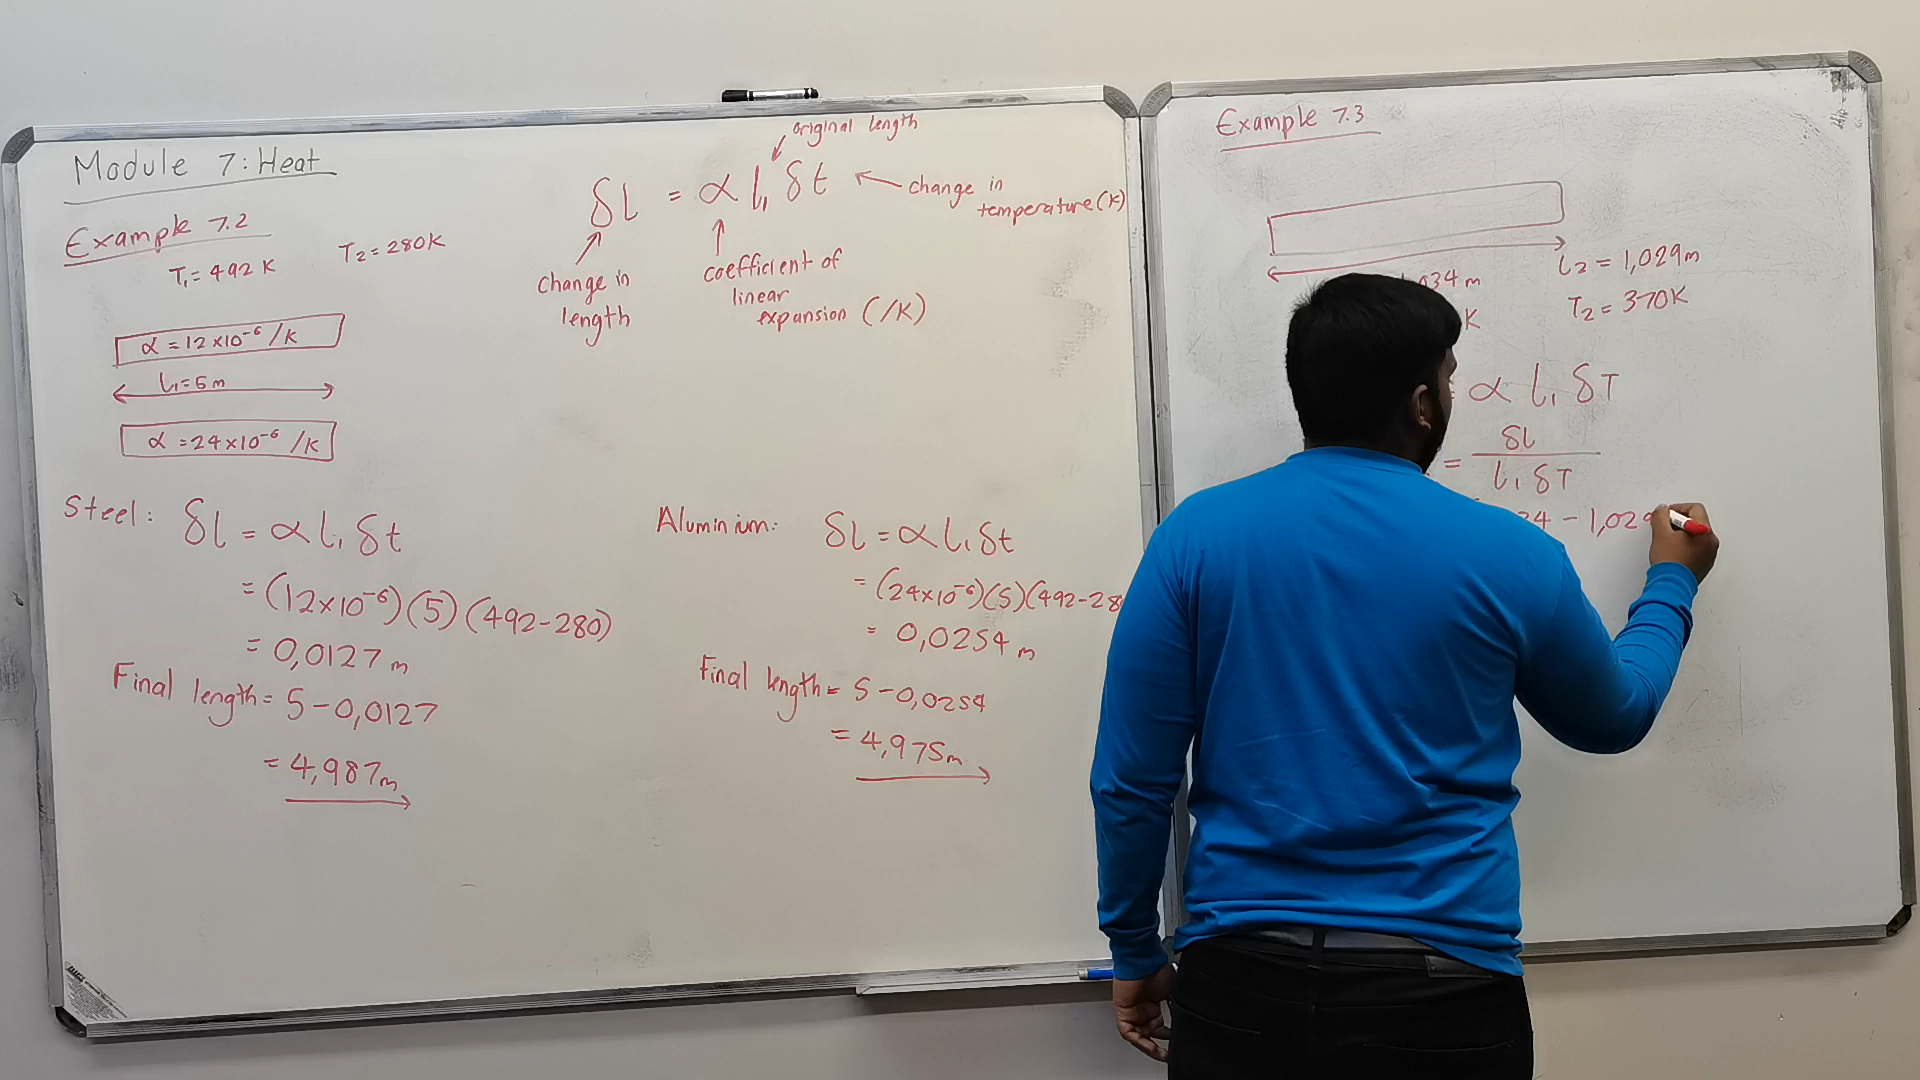 Module 7: Heat
Example 7.2
T₁ = 492 K
T₂ = 280K
α = 12×10⁻⁶ /K
L₁ = 5m
α = 24×10⁻⁶ /K
original length
δl = α l₁ δt
change in temperature (K)
change in
length
coefficient of
linear
expansion (/K)
Steel: δl = α l₁ δt
= (12×10⁻⁶)(5)(492-280)
= 0,0127 m
Final length = 5 - 0,0127
= 4,987m
Aluminium: δl = α l₁ δt
= (24×10⁻⁶)(5)(492-28
= 0,0254 m
Final length = 5 - 0,0254
= 4,975m
Example 7.3
034 m
K
l₂ = 1,029m
T₂ = 370K
= α l₁ δT
= δl / l₁ δT
34 - 1,029